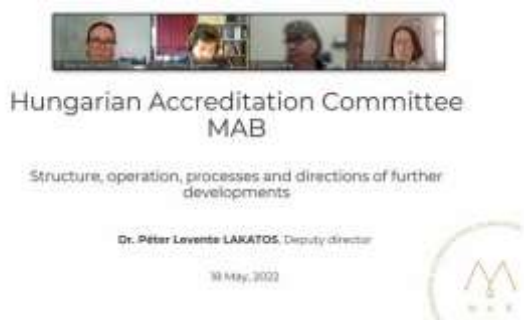 Hungarian Accreditation Committee
MAB
Structure, operation, processes and directions of further
developments
Dr. Péter Levente LAKATOS, Deputy director
18 May, 2022
MAB